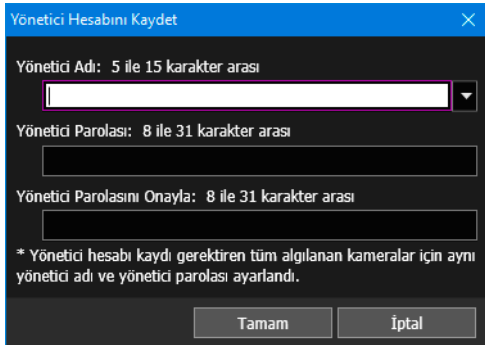 Yönetici Hesabını Kaydet
Yönetici Adı: 5 ile 15 karakter arası
Yönetici Parolası: 8 ile 31 karakter arası
Yönetici Parolasını Onayla: 8 ile 31 karakter arası
* Yönetici hesabı kaydı gerektiren tüm algılanan kameralar için aynı
yönetici adı ve yönetici parolası ayarlandı.
Tamam
İptal